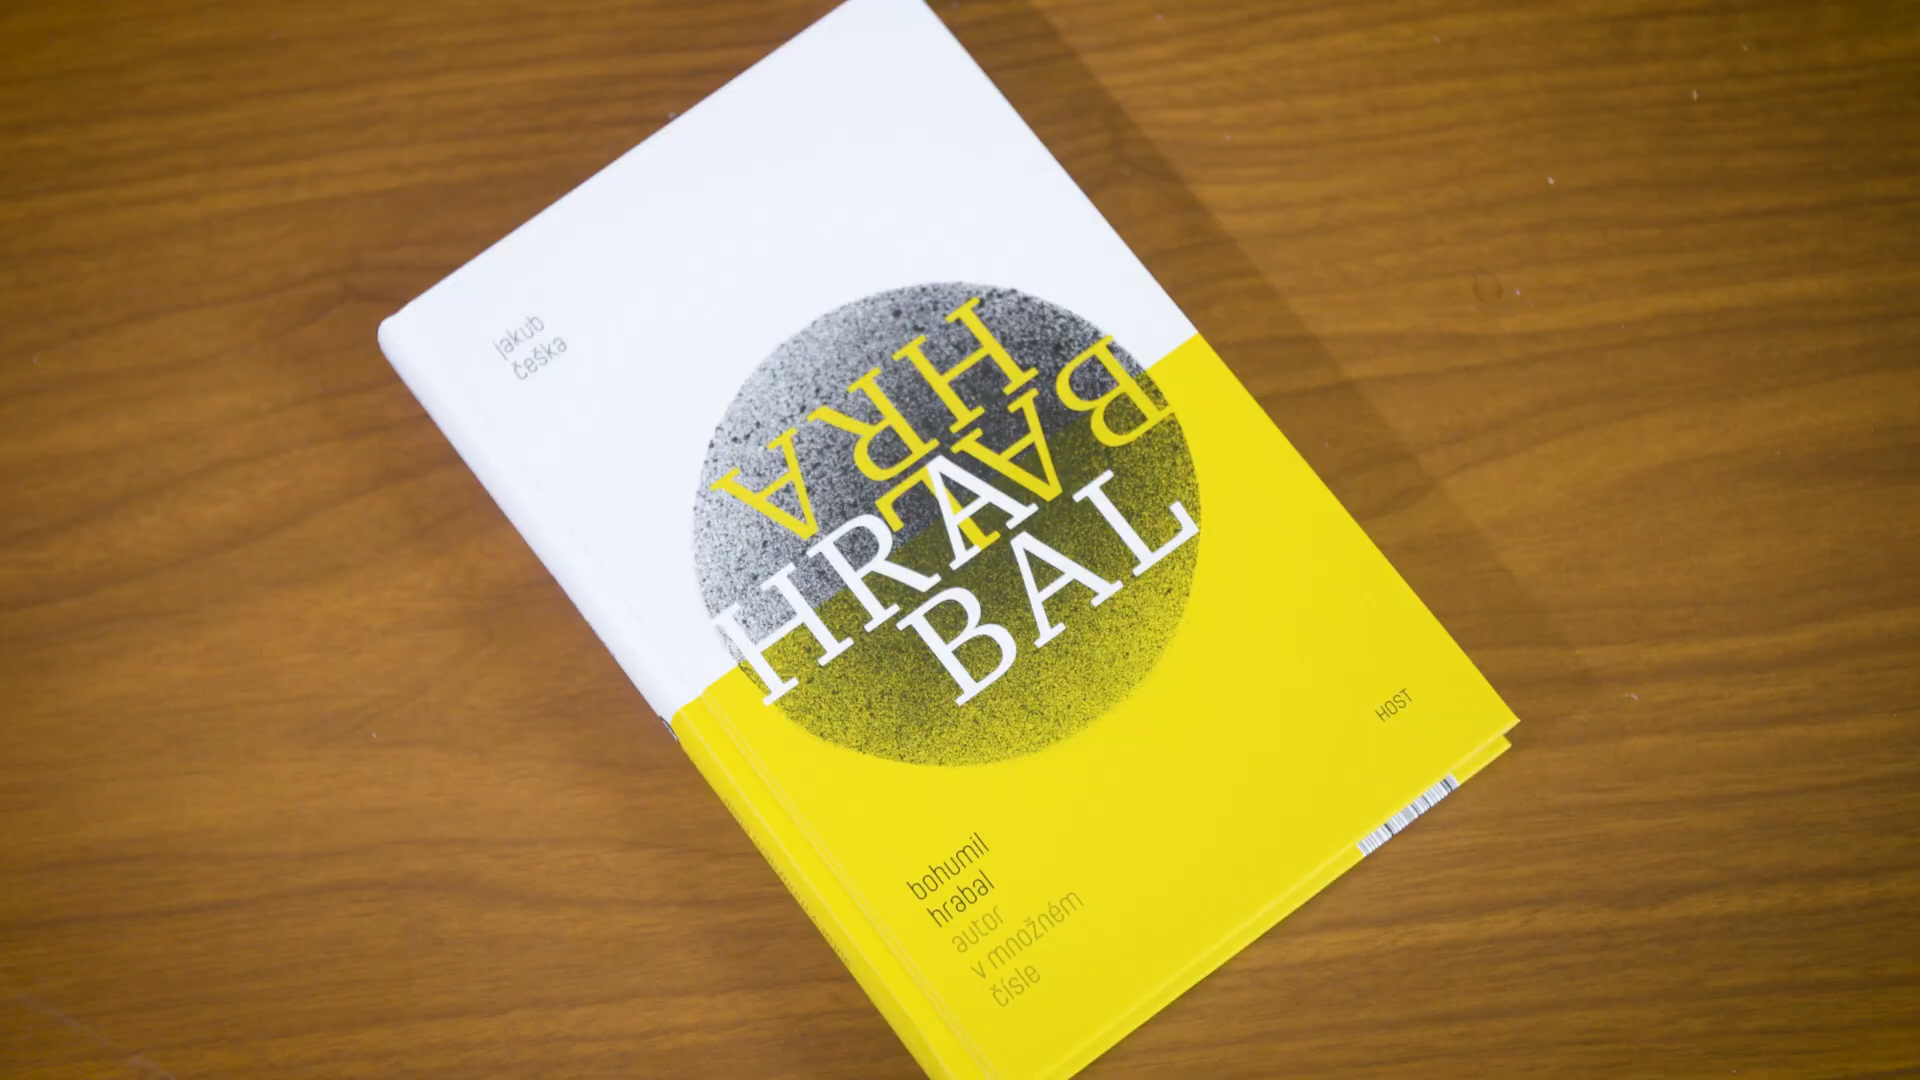 jakub
češka
HRA
BAL
HRA
BAL
HOST
bohumil
hrabal
autor
v množném
čísle